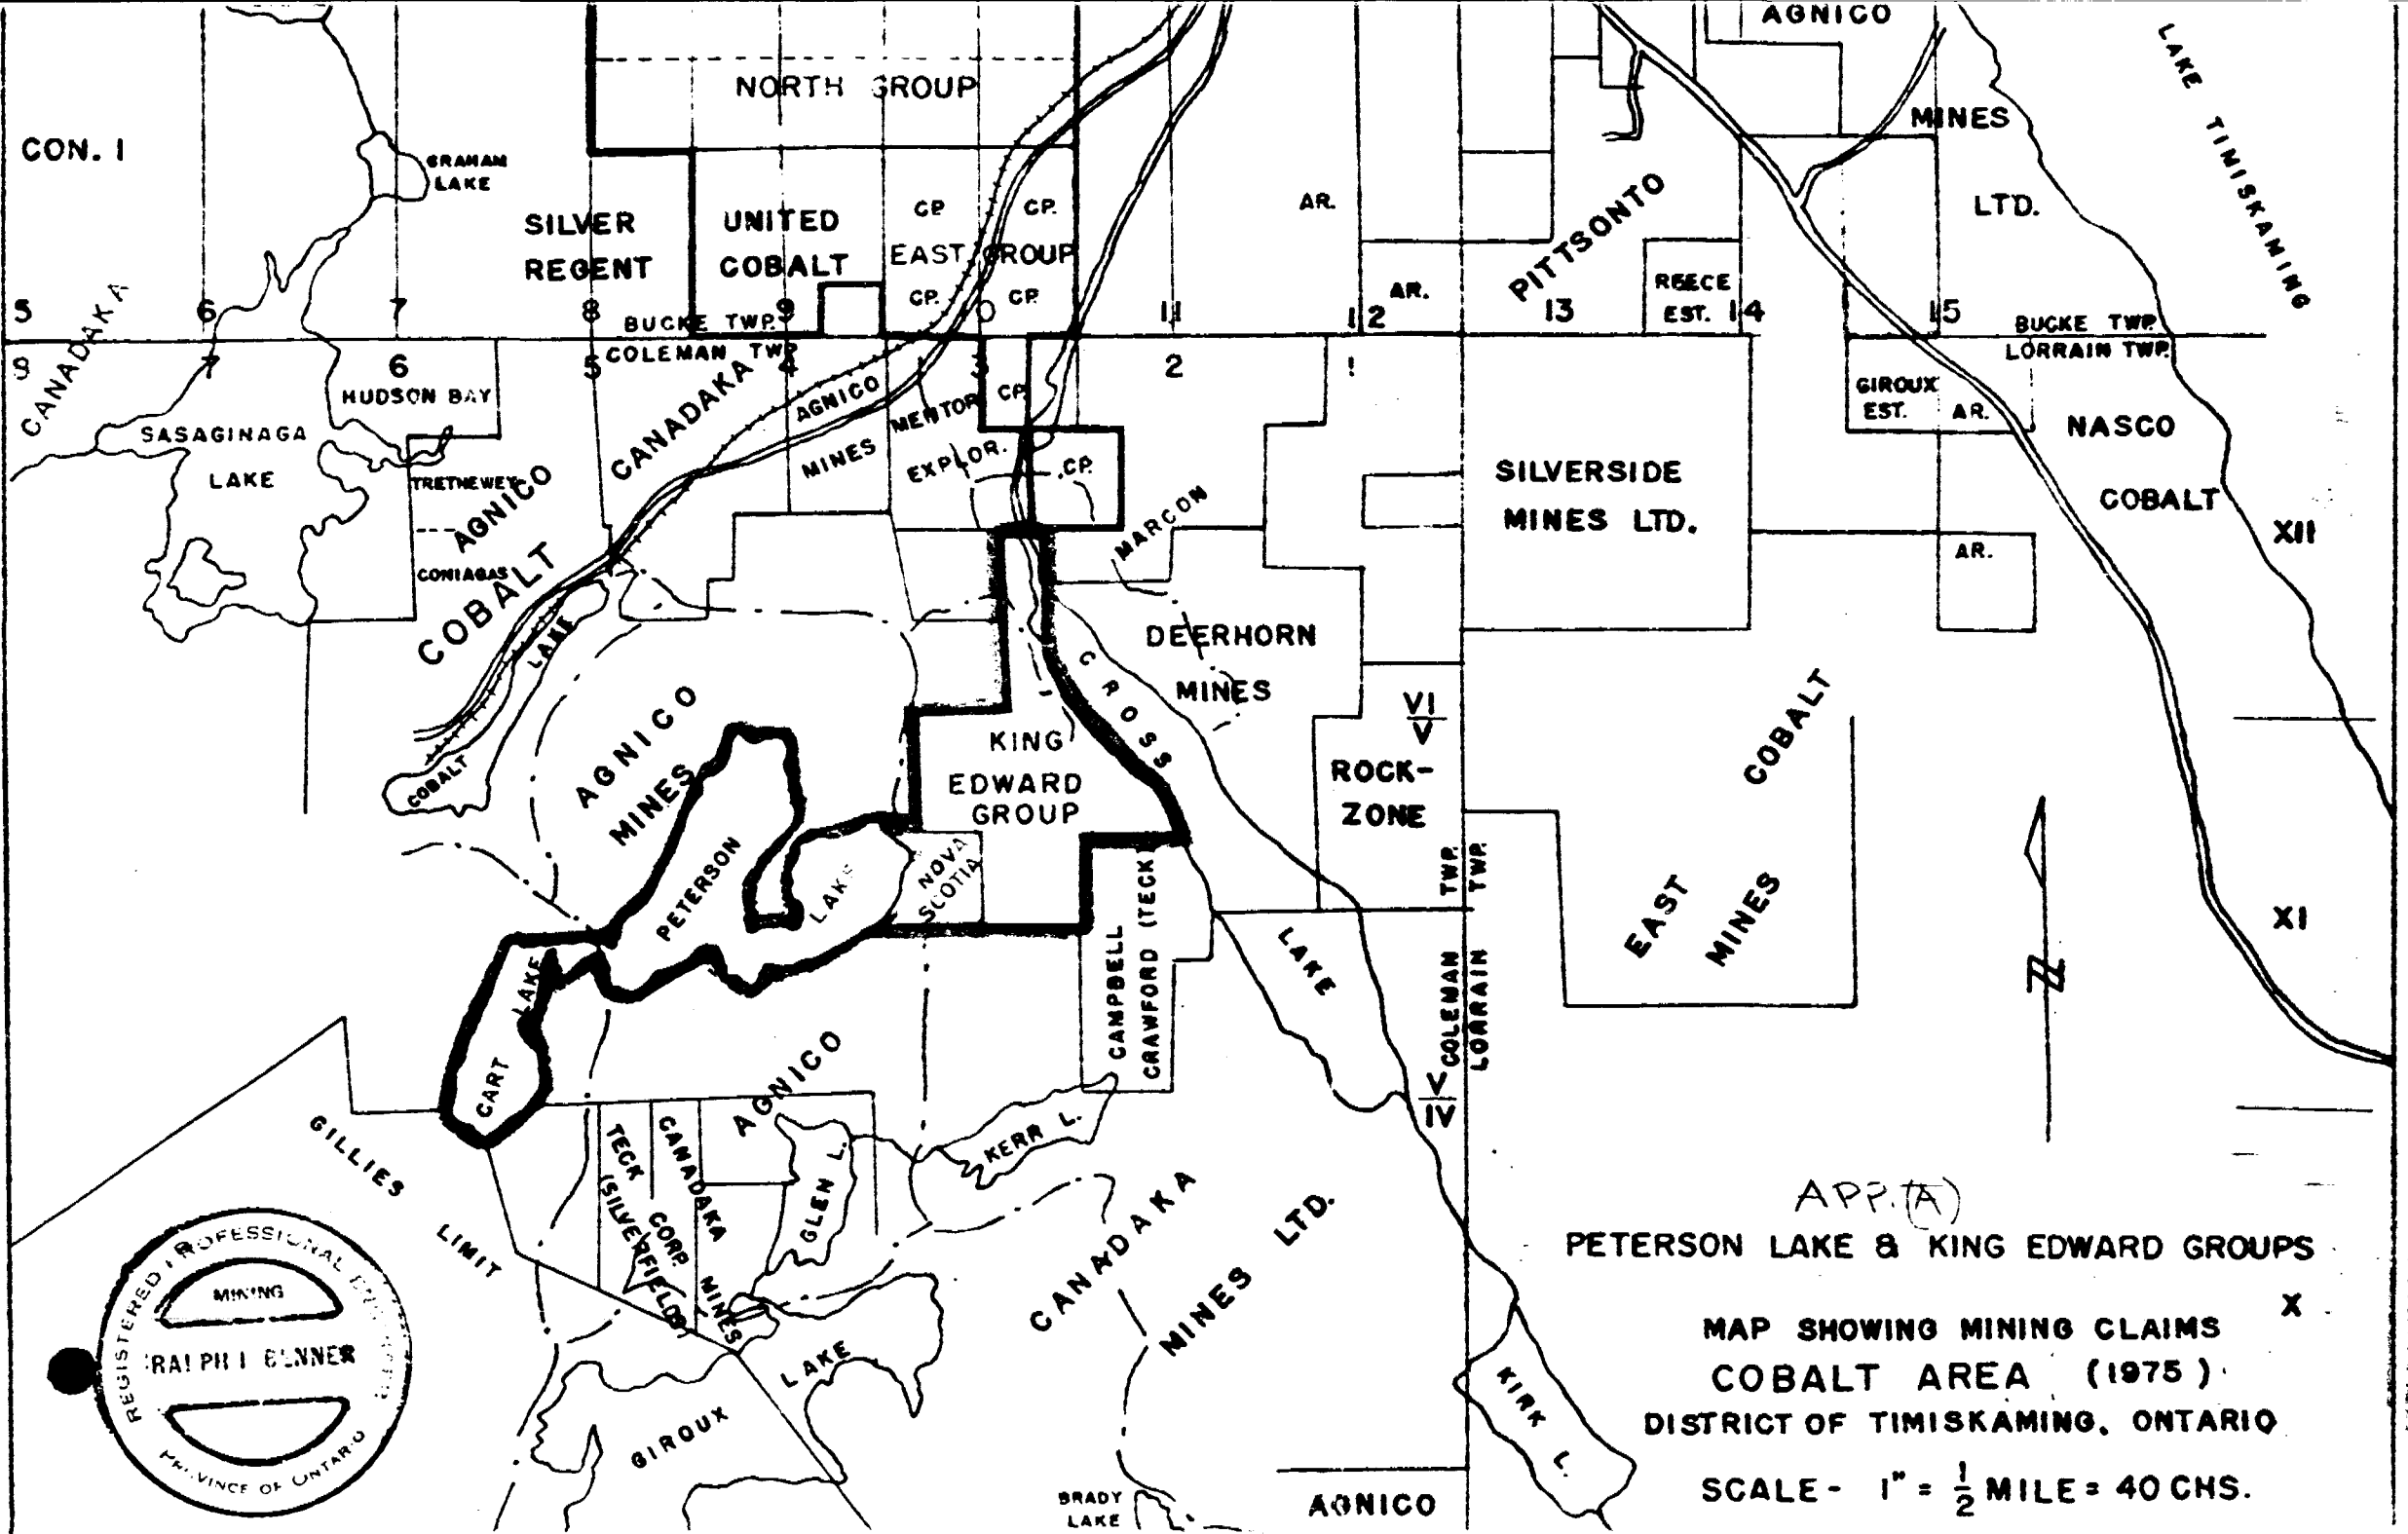 AGNICO
MINES
LTD.
LAKE TIMISKAMING
NORTH GROUP
CON. I
GRAHAM
LAKE
SILVER
REGENT
UNITED
COBALT
CP.
CP.
EAST GROUP
CP.
CP.
AR.
AR.
PITTSONTO
REECE
EST.
5
6
7
8
9
11
12
13
14
15
BUCKE TWP.
COLEMAN TWP.
BUCKE TWP.
LORRAIN TWP.
7
6
5
4
3
2
1
CANADAKA
HUDSON BAY
SASAGINAGA
LAKE
TRETHEWEY
AGNICO
CONIAGAS
COBALT
CANADAKA
AGNICO
MINES
MENTOR
EXPLOR.
CP.
CP.
MARCON
SILVERSIDE
MINES LTD.
GIROUX
EST.
AR.
NASCO
COBALT
XII
AR.
COBALT
LAKE
AGNICO
MINES
DEERHORN
MINES
CROSS
LAKE
VI
V
ROCK-
ZONE
KING
EDWARD
GROUP
NOVA
SCOTIA
PETERSON
LAKE
CART
LAKE
CAMPBELL
CRAWFORD (TECK)
COLEMAN TWP.
LORRAIN TWP.
EAST
COBALT
MINES
XI
V
IV
AGNICO
GILLIES
LIMIT
TECK CORP.
(SILVERFIELDS)
CANADAKA MINES
GLEN L.
KERR L.
CANADAKA
MINES LTD.
GIROUX
LAKE
BRADY
LAKE
AGNICO
KIRK L.
X
REGISTERED PROFESSIONAL
MINING
PROVINCE OF ONTARIO
APP. (A)
PETERSON LAKE & KING EDWARD GROUPS
MAP SHOWING MINING CLAIMS
COBALT AREA (1975)
DISTRICT OF TIMISKAMING, ONTARIO
SCALE - 1" = 1/2 MILE = 40 CHS.